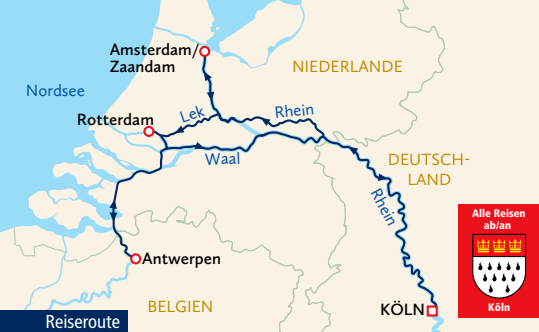 Amsterdam/
Zaandam
NIEDERLANDE
Nordsee
Rotterdam
Lek
Rhein
Waal
DEUTSCH-
LAND
Rhein
Alle Reisen
ab/an
Köln
Antwerpen
BELGIEN
KÖLN
Reiseroute